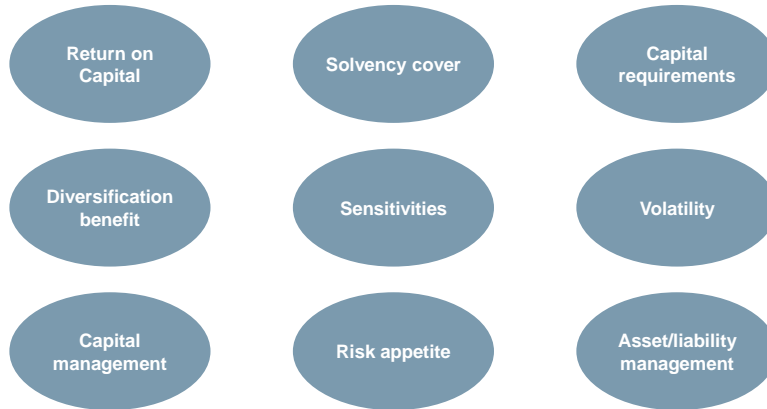 Return on
Capital
Solvency cover
Capital
requirements
Diversification
benefit
Sensitivities
Volatility
Capital
management
Risk appetite
Asset/liability
management